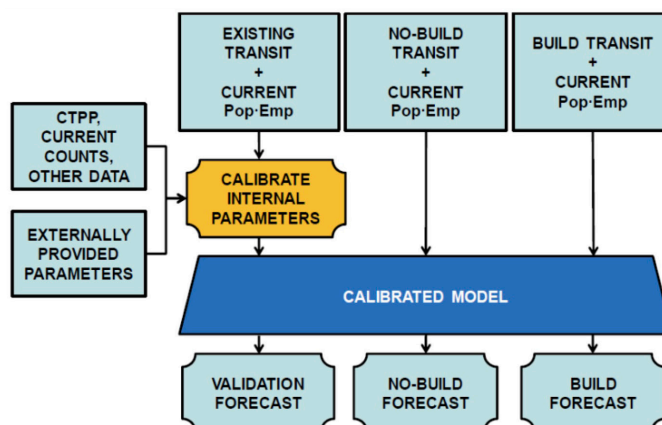 EXISTING
TRANSIT
+
CURRENT
Pop·Emp
NO-BUILD
TRANSIT
+
CURRENT
Pop·Emp
BUILD TRANSIT
+
CURRENT
Pop·Emp
CTPP,
CURRENT
COUNTS,
OTHER DATA
EXTERNALLY
PROVIDED
PARAMETERS
CALIBRATE
INTERNAL
PARAMETERS
CALIBRATED MODEL
VALIDATION
FORECAST
NO-BUILD
FORECAST
BUILD
FORECAST